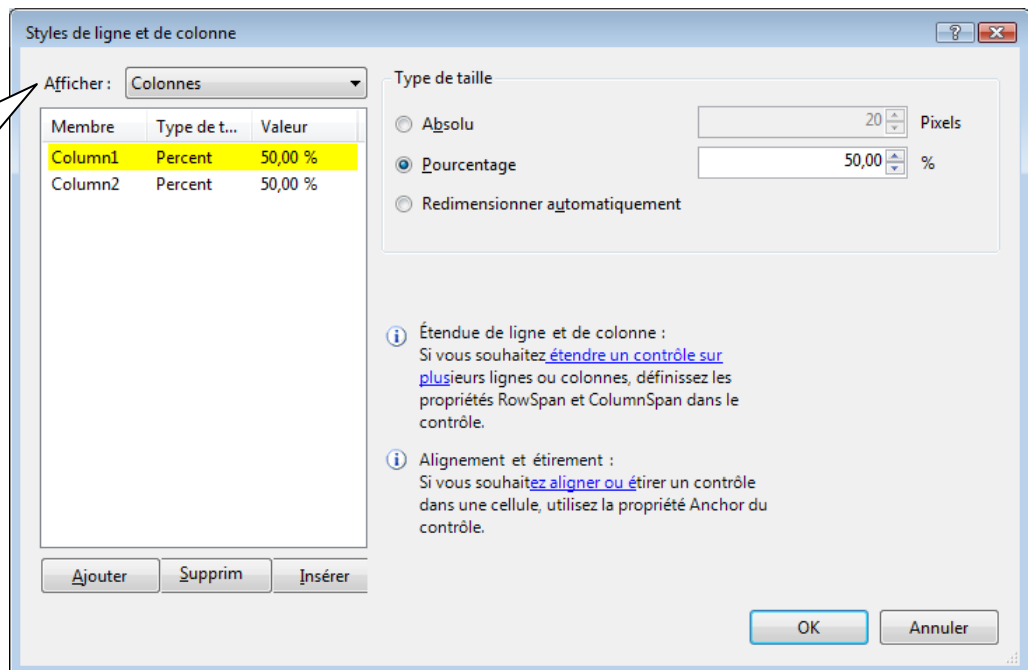 Styles de ligne et de colonne
Afficher : Colonnes
Membre Type de t... Valeur
Column1 Percent 50,00 %
Column2 Percent 50,00 %
Ajouter Supprim Insérer
Type de taille
Absolu 20 Pixels
Pourcentage 50,00 %
Redimensionner automatiquement
Étendue de ligne et de colonne :
Si vous souhaitez étendre un contrôle sur
plusieurs lignes ou colonnes, définissez les
propriétés RowSpan et ColumnSpan dans le
contrôle.
Alignement et étirement :
Si vous souhaitez aligner ou étirer un contrôle
dans une cellule, utilisez la propriété Anchor du
contrôle.
OK Annuler